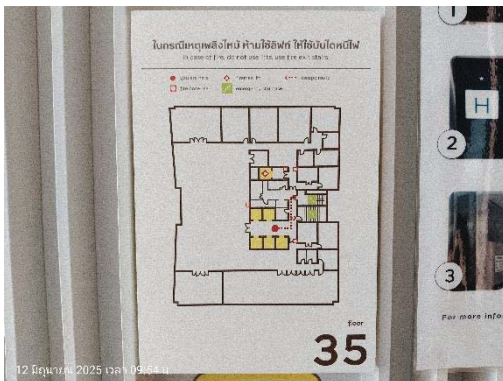 ในกรณีเหตุเพลิงไหม้ ห้ามใช้ลิฟท์ ให้ใช้บันไดหนีไฟ
In case of fire, do not use lifts, use fire exit stairs
floor
35
1
H
2
3
For more info
12 มิถุนายน 2025 เวลา 09:54 น.